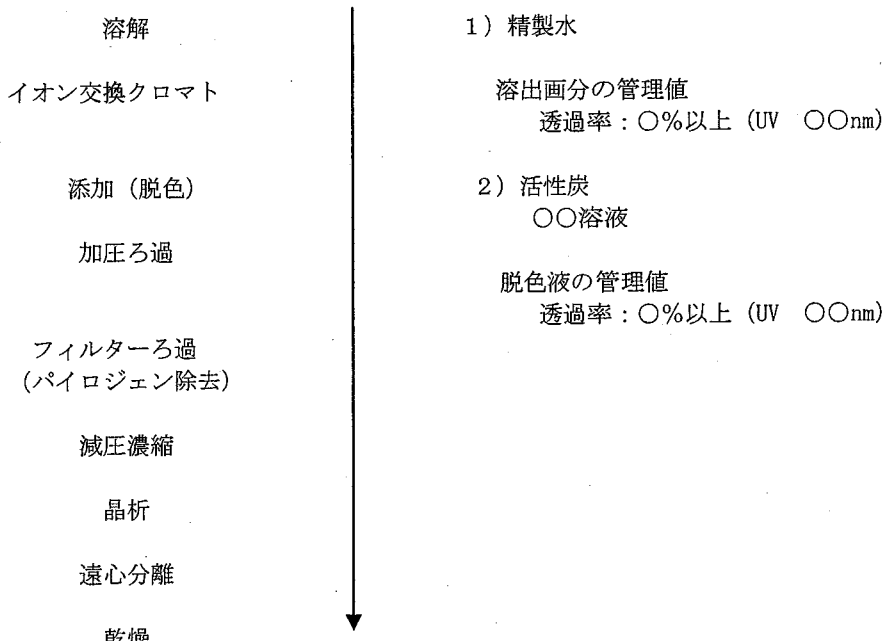 溶解
1）精製水
イオン交換クロマト
溶出画分の管理値
透過率：○%以上（UV　○○nm）
添加（脱色）
2）活性炭
○○溶液
加圧ろ過
脱色液の管理値
透過率：○%以上（UV　○○nm）
フィルターろ過
（パイロジェン除去）
減圧濃縮
晶析
遠心分離
乾燥